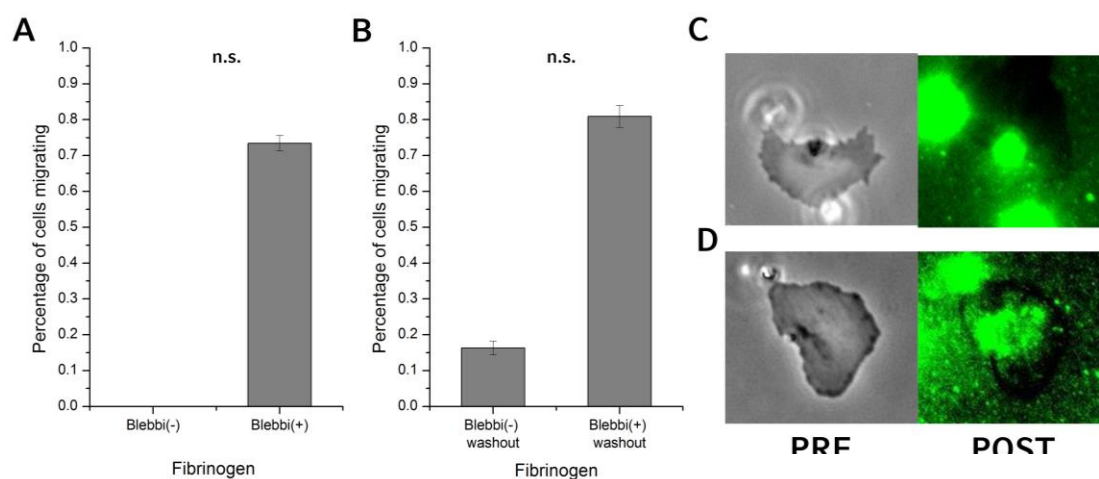 A
1.0
0.9
0.8
0.7
0.6
0.5
0.4
0.3
0.2
0.1
0.0
Percentage of cells migrating
n.s.
Blebbi(-)
Blebbi(+)
Fibrinogen
B
1.0
0.9
0.8
0.7
0.6
0.5
0.4
0.3
0.2
0.1
0.0
Percentage of cells migrating
n.s.
Blebbi(-)
washout
Blebbi(+)
washout
Fibrinogen
C
D
PRE
POST